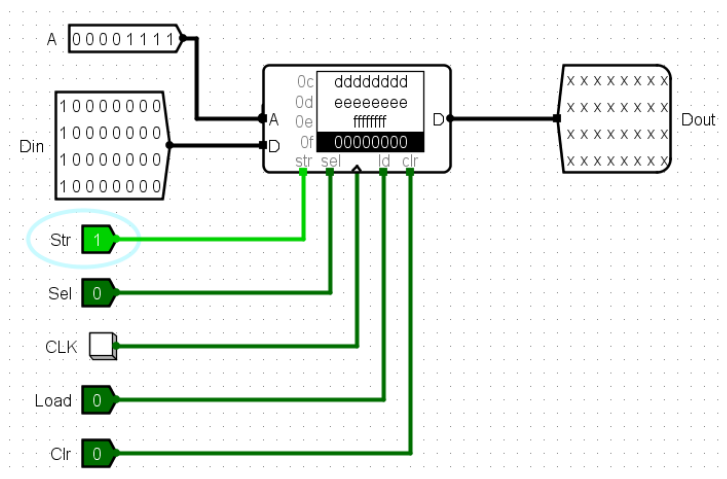 A 00001111
Din
10000000
10000000
10000000
10000000
0c dddddddd
0d eeeeeeee
0e ffffffff
0f 00000000
A
D
D
str sel ld clr
xxxxxxxx
xxxxxxxx
xxxxxxxx
xxxxxxxx
Dout
Str 1
Sel 0
CLK
Load 0
Clr 0